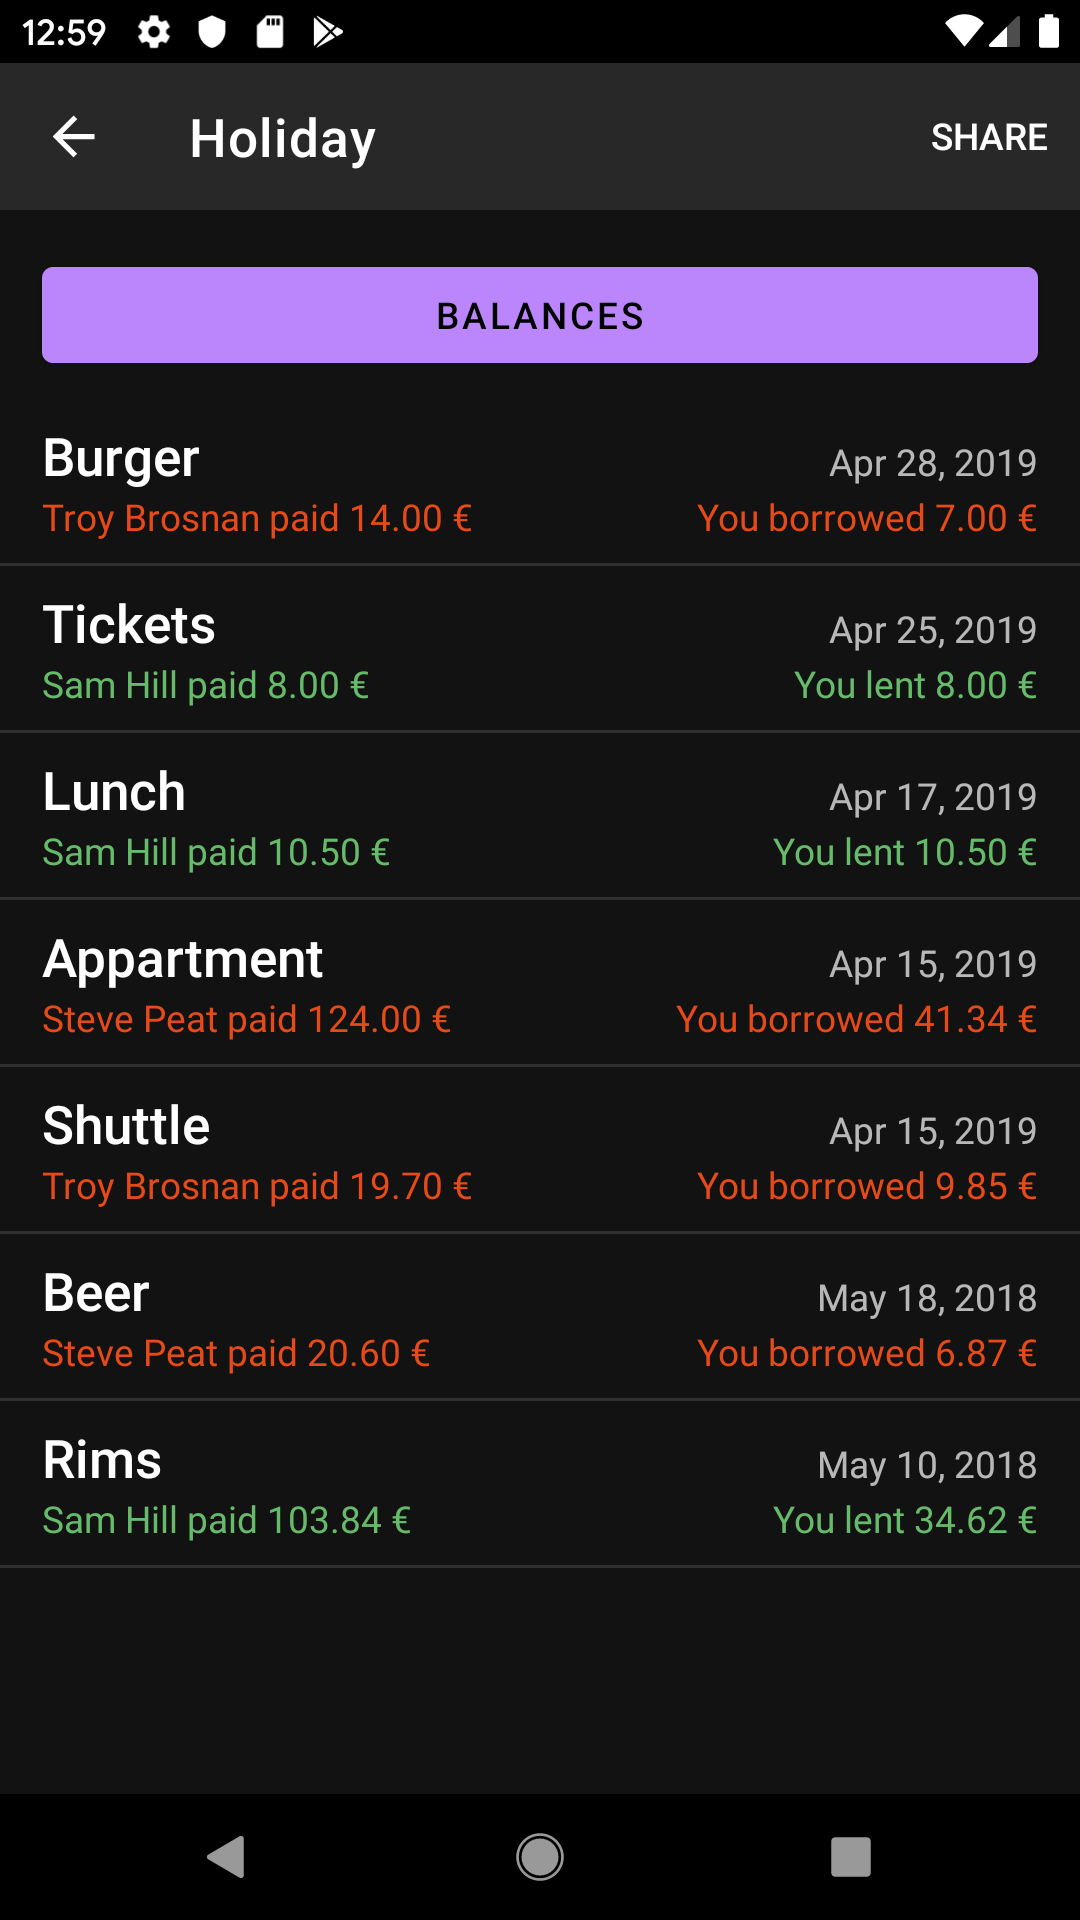 12:59
Holiday
SHARE
BALANCES
Burger
Apr 28, 2019
Troy Brosnan paid 14.00 €
You borrowed 7.00 €
Tickets
Apr 25, 2019
Sam Hill paid 8.00 €
You lent 8.00 €
Lunch
Apr 17, 2019
Sam Hill paid 10.50 €
You lent 10.50 €
Appartment
Apr 15, 2019
Steve Peat paid 124.00 €
You borrowed 41.34 €
Shuttle
Apr 15, 2019
Troy Brosnan paid 19.70 €
You borrowed 9.85 €
Beer
May 18, 2018
Steve Peat paid 20.60 €
You borrowed 6.87 €
Rims
May 10, 2018
Sam Hill paid 103.84 €
You lent 34.62 €